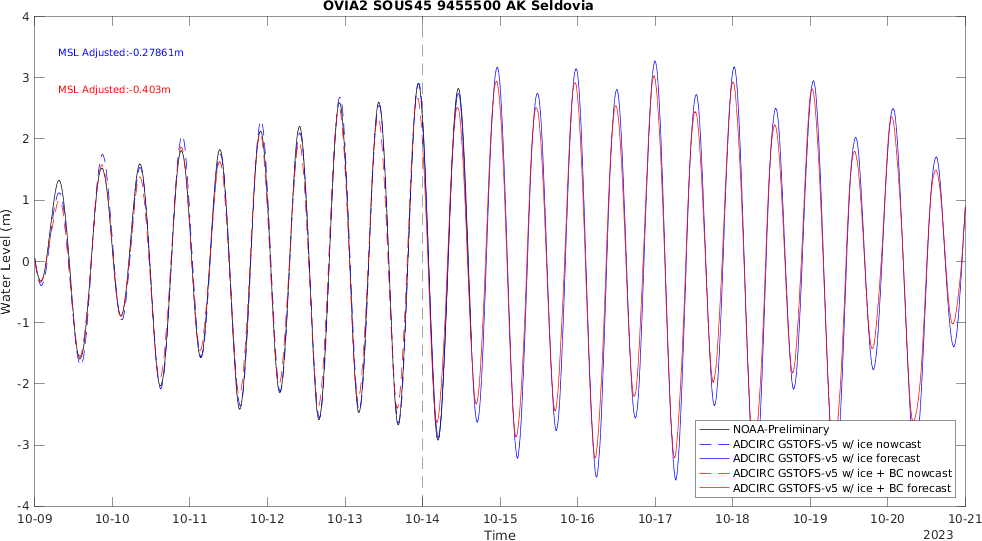 OVIA2 SOUS45 9455500 AK Seldovia
MSL Adjusted:-0.27861m
MSL Adjusted:-0.403m
Water Level (m)
4
3
2
1
0
-1
-2
-3
-4
NOAA-Preliminary
ADCIRC GSTOFS-v5 w/ ice nowcast
ADCIRC GSTOFS-v5 w/ ice forecast
ADCIRC GSTOFS-v5 w/ ice + BC nowcast
ADCIRC GSTOFS-v5 w/ ice + BC forecast
10-09 10-10 10-11 10-12 10-13 10-14 10-15 10-16 10-17 10-18 10-19 10-20 10-21
Time
2023